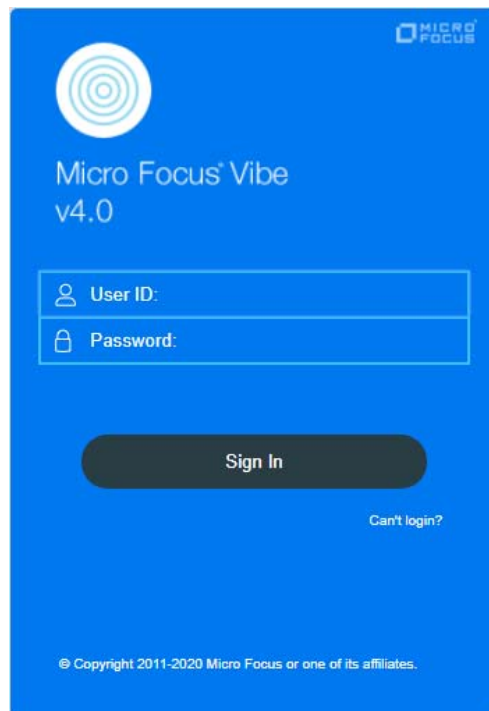 MICRO
FOCUS
Micro Focus® Vibe
v4.0
User ID:
Password:
Sign In
Can't login?
© Copyright 2011-2020 Micro Focus or one of its affiliates.